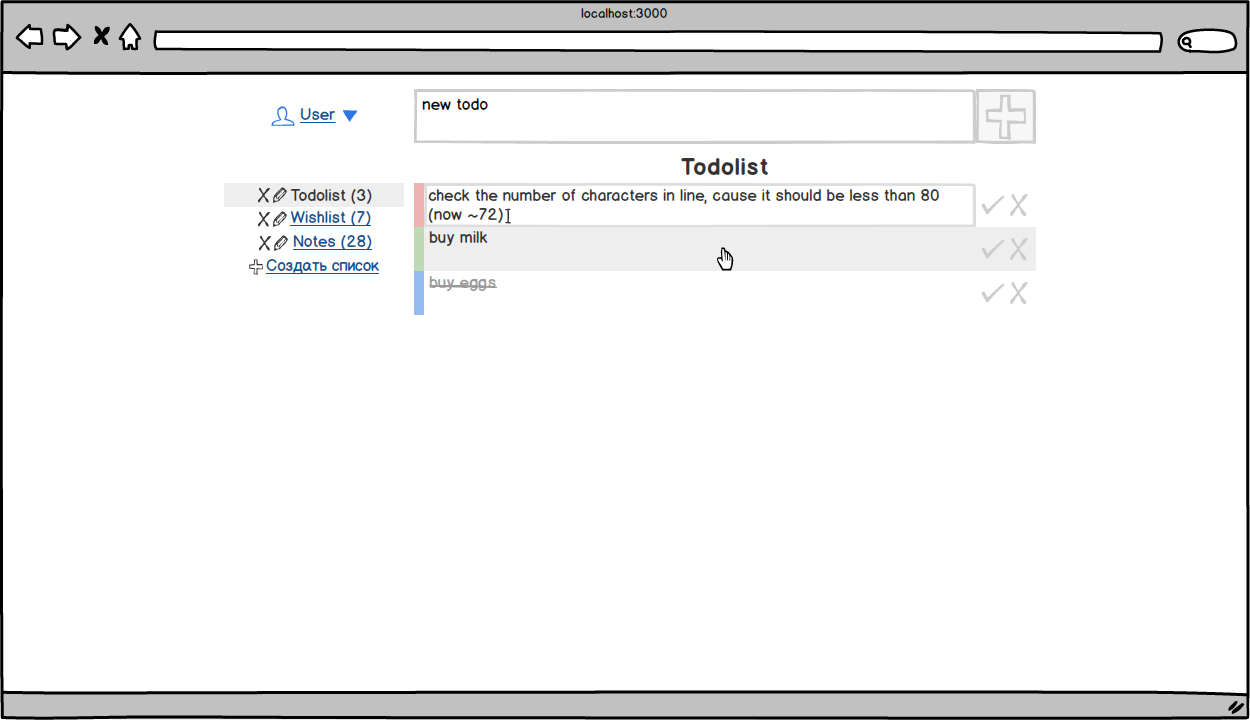 localhost:3000
User
new todo
Todolist
Todolist (3)
Wishlist (7)
Notes (28)
Создать список
check the number of characters in line, cause it should be less than 80
(now ~72)
buy milk
buy eggs